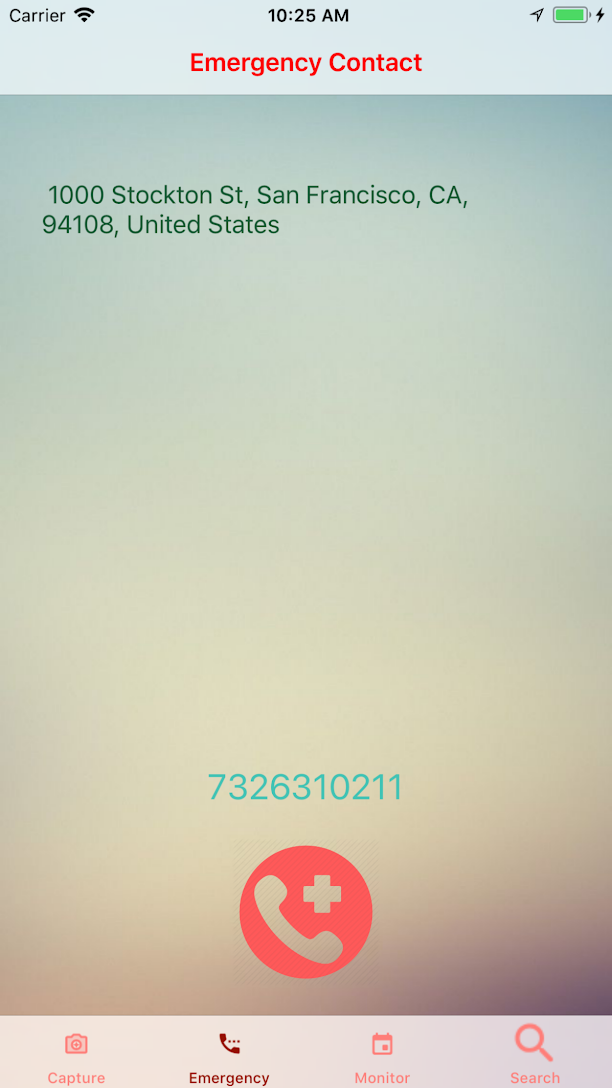 Carrier 10:25 AM
Emergency Contact
1000 Stockton St, San Francisco, CA,
94108, United States
7326310211
Capture Emergency Monitor Search